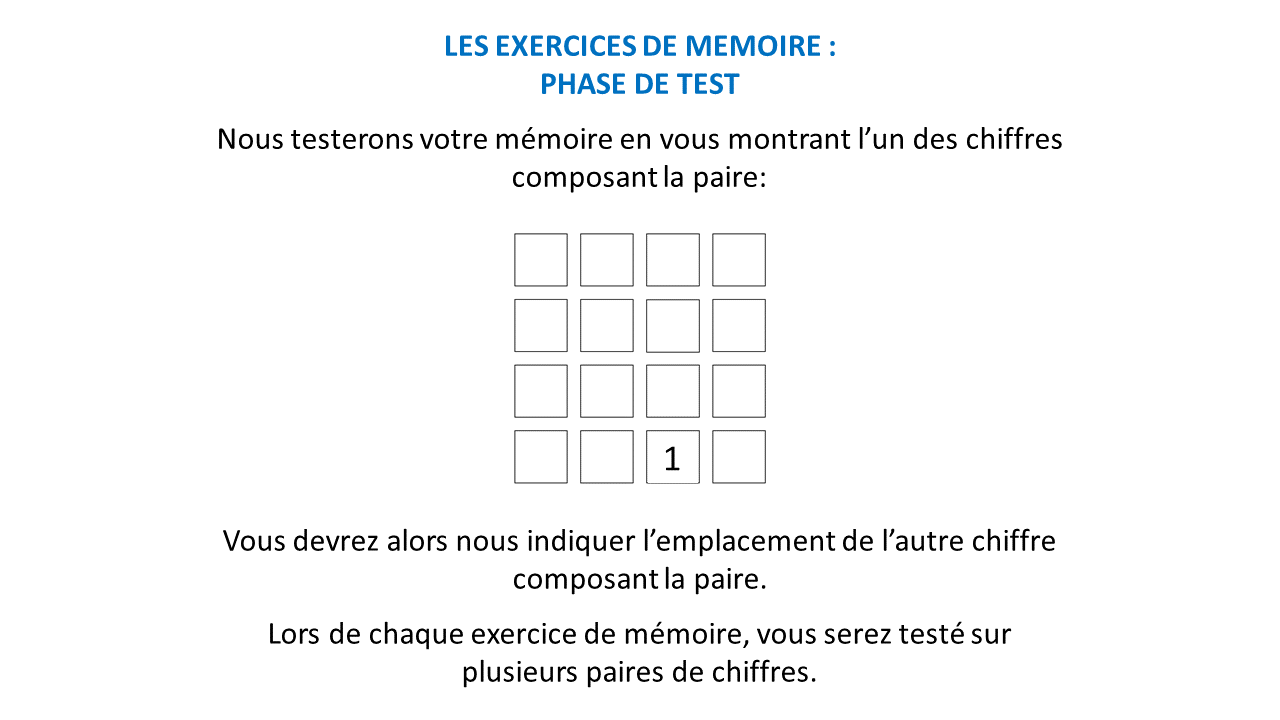 LES EXERCICES DE MEMOIRE :
PHASE DE TEST
Nous testerons votre mémoire en vous montrant l’un des chiffres
composant la paire:
1
Vous devrez alors nous indiquer l’emplacement de l’autre chiffre
composant la paire.
Lors de chaque exercice de mémoire, vous serez testé sur
plusieurs paires de chiffres.